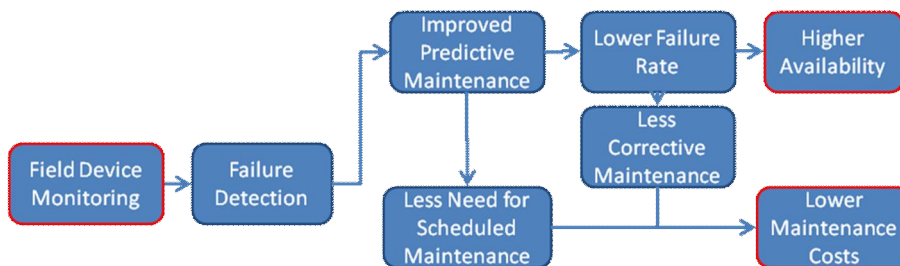 Improved
Predictive
Maintenance
Lower Failure
Rate
Higher
Availability
Less
Corrective
Maintenance
Field Device
Monitoring
Failure
Detection
Less Need for
Scheduled
Maintenance
Lower
Maintenance
Costs